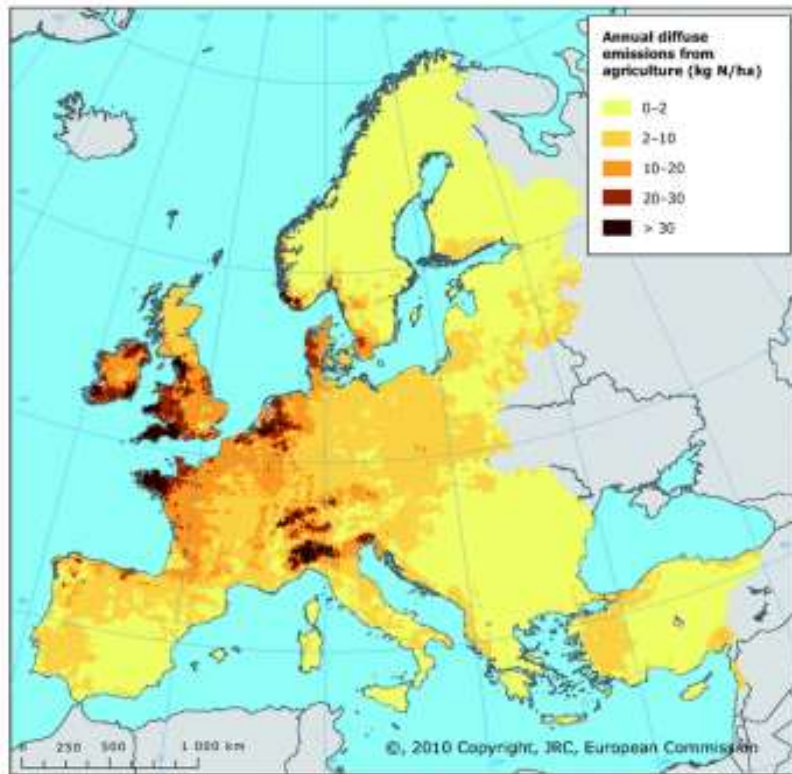 Annual diffuse
emissions from
agriculture (kg N/ha)
0–2
2–10
10–20
20–30
> 30
0 250 500 1 000 km
©, 2010 Copyright, JRC, European Commission